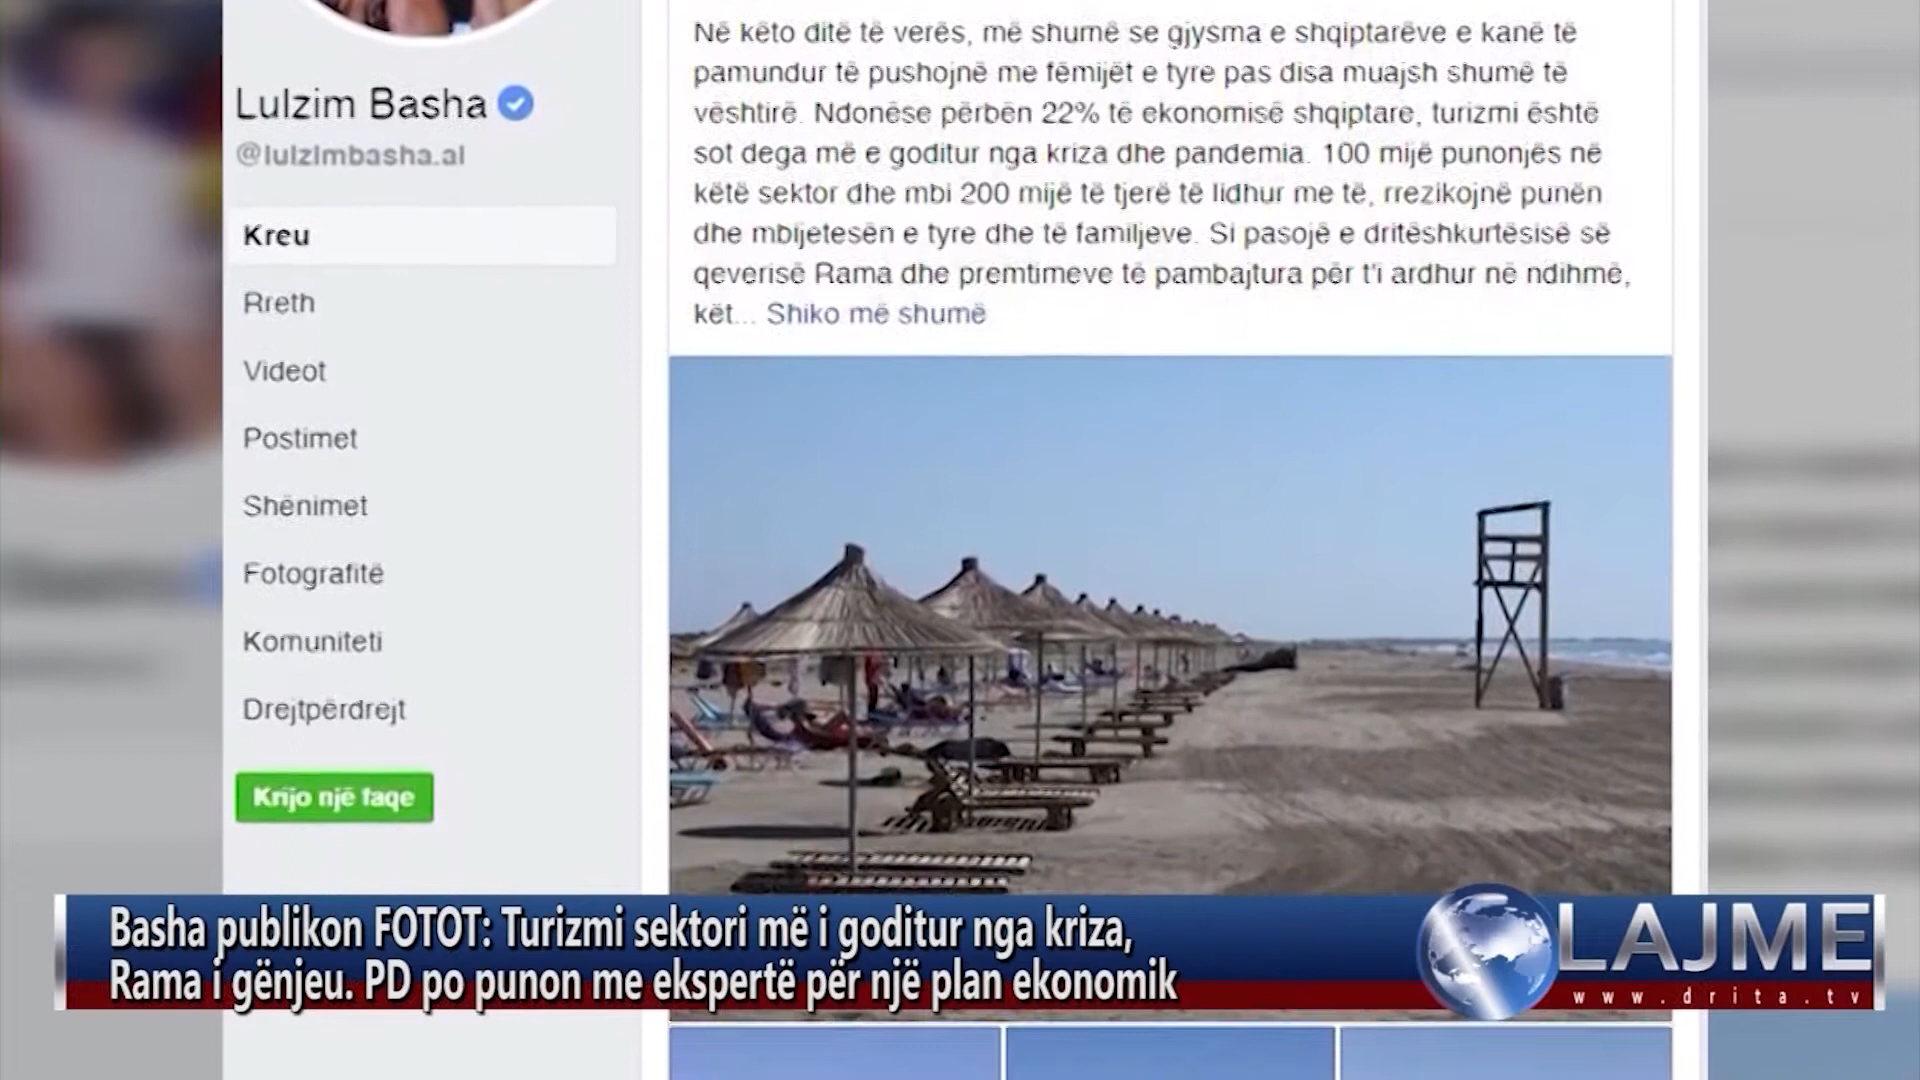 Në këto ditë të verës, më shumë se gjysma e shqiptarëve e kanë të
pamundur të pushojnë me fëmijët e tyre pas disa muajsh shumë të
vështirë. Ndonëse përbën 22% të ekonomisë shqiptare, turizmi është
sot dega më e goditur nga kriza dhe pandemia. 100 mijë punonjës në
këtë sektor dhe mbi 200 mijë të tjerë të lidhur me të, rrezikojnë punën
dhe mbijetesën e tyre dhe të familjeve. Si pasojë e dritëshkurtësisë së
qeverisë Rama dhe premtimeve të pambajtura për t'i ardhur në ndihmë,
kët... Shiko më shumë
Lulzim Basha
@lulzimbasha.al
Kreu
Rreth
Videot
Postimet
Shënimet
Fotografitë
Komuniteti
Drejtpërdrejt
Krijo një faqe
Basha publikon FOTOT: Turizmi sektori më i goditur nga kriza,
Rama i gënjeu. PD po punon me ekspertë për një plan ekonomik
LAJME
www.drita.tv